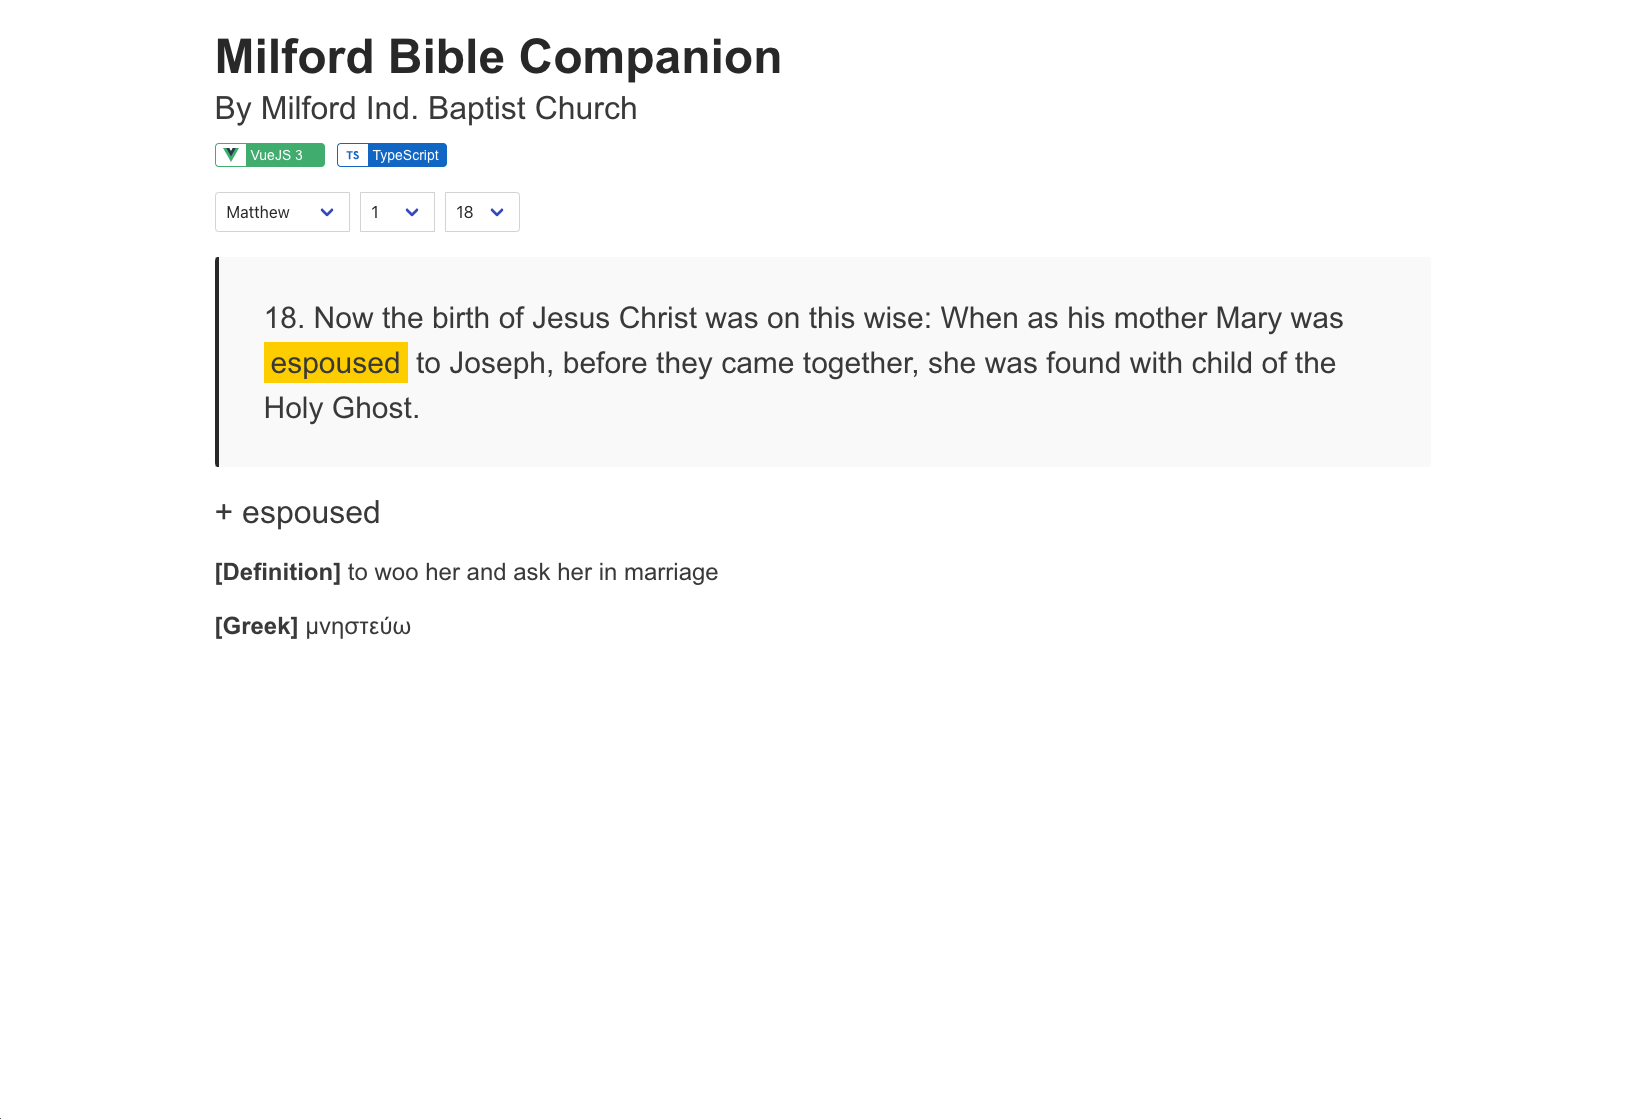 Milford Bible Companion
By Milford Ind. Baptist Church
VueJS 3 TS TypeScript
Matthew 1 18
18. Now the birth of Jesus Christ was on this wise: When as his mother Mary was
espoused to Joseph, before they came together, she was found with child of the
Holy Ghost.
+ espoused
[Definition] to woo her and ask her in marriage
[Greek] μνηστεύω